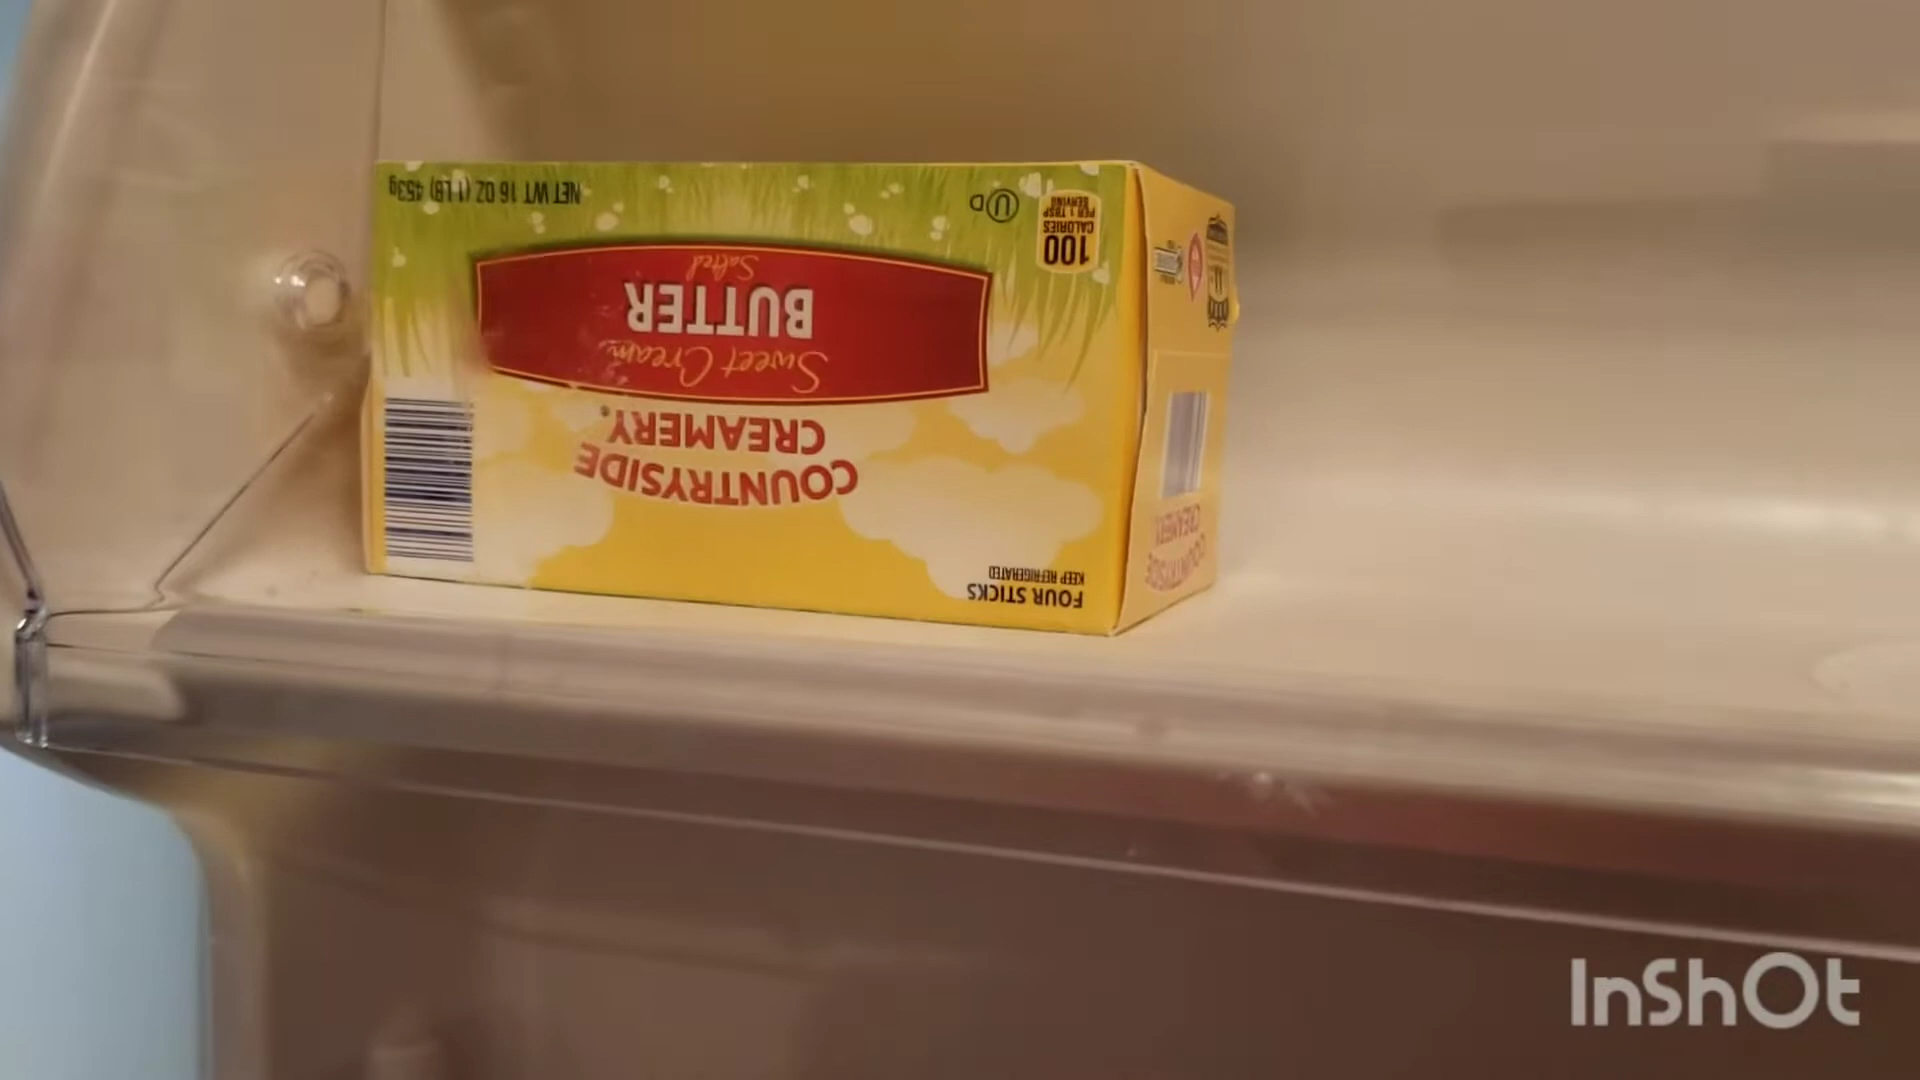 FOUR STICKS
KEEP REFRIGERATED
COUNTRYSIDE
CREAMERY®
Sweet Cream
BUTTER
Salted
100
CALORIES
PER 1 TBSP
SERVING
U D
NET WT 16 OZ (1 LB) 453g
COUNTRYSIDE
CREAMERY
InShOt